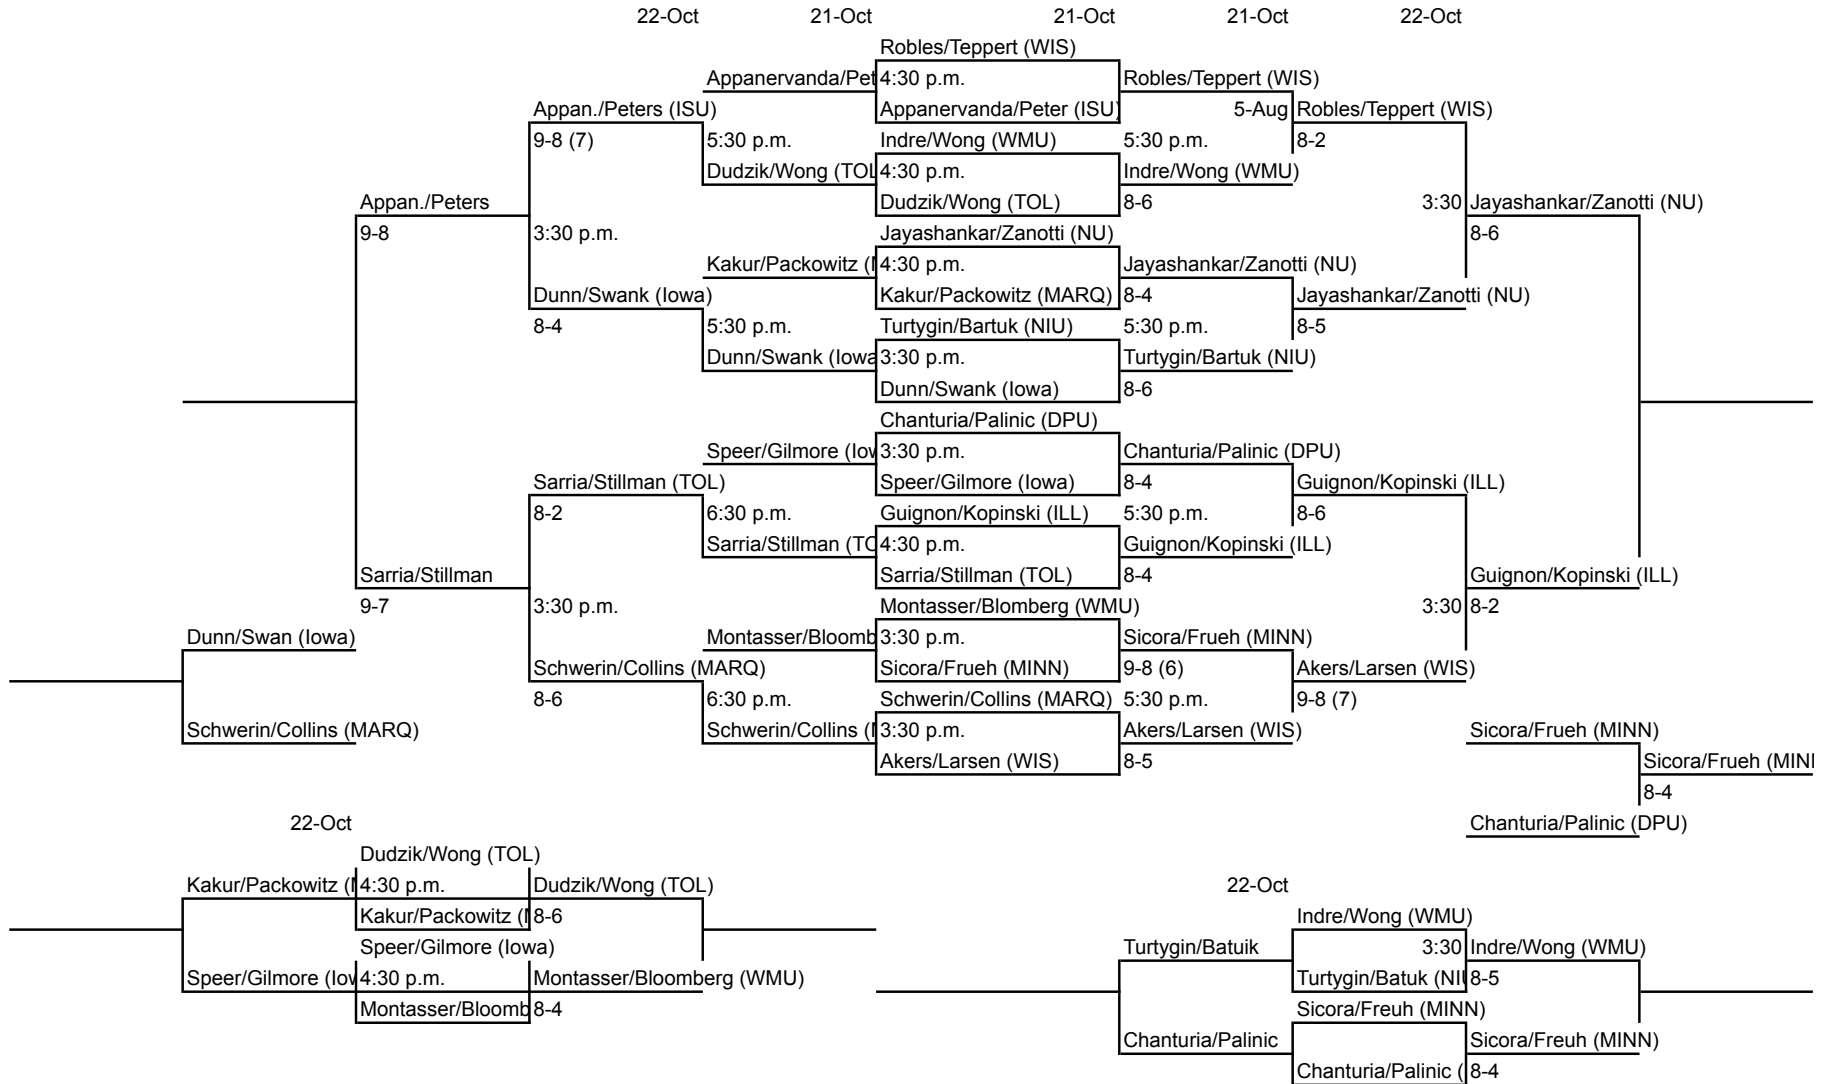 22-Oct 21-Oct 21-Oct 21-Oct 22-Oct
Robles/Teppert (WIS)
Appanervanda/Pet 4:30 p.m. Robles/Teppert (WIS)
Appan./Peters (ISU) Appanervanda/Peter (ISU) 5-Aug Robles/Teppert (WIS)
9-8 (7) 5:30 p.m. Indre/Wong (WMU) 5:30 p.m. 8-2
Dudzik/Wong (TOL 4:30 p.m. Indre/Wong (WMU)
Appan./Peters Dudzik/Wong (TOL) 8-6 3:30 Jayashankar/Zanotti (NU)
9-8 3:30 p.m. Jayashankar/Zanotti (NU) 8-6
Kakur/Packowitz ( 4:30 p.m. Jayashankar/Zanotti (NU)
Dunn/Swank (Iowa) Kakur/Packowitz (MARQ) 8-4 Jayashankar/Zanotti (NU)
8-4 5:30 p.m. Turtygin/Bartuk (NIU) 5:30 p.m. 8-5
Dunn/Swank (Iowa 3:30 p.m. Turtygin/Bartuk (NIU)
Dunn/Swank (Iowa) 8-6
Chanturia/Palinic (DPU)
Speer/Gilmore (Iow 3:30 p.m. Chanturia/Palinic (DPU)
Sarria/Stillman (TOL) Speer/Gilmore (Iowa) 8-4 Guignon/Kopinski (ILL)
8-2 6:30 p.m. Guignon/Kopinski (ILL) 5:30 p.m. 8-6
Sarria/Stillman (TO 4:30 p.m. Guignon/Kopinski (ILL)
Sarria/Stillman Sarria/Stillman (TOL) 8-4 Guignon/Kopinski (ILL)
9-7 3:30 p.m. Montasser/Blomberg (WMU) 3:30 8-2
Dunn/Swan (Iowa) Montasser/Bloomb 3:30 p.m. Sicora/Frueh (MINN)
Schwerin/Collins (MARQ) Sicora/Frueh (MINN) 9-8 (6) Akers/Larsen (WIS)
8-6 6:30 p.m. Schwerin/Collins (MARQ) 5:30 p.m. 9-8 (7)
Schwerin/Collins (MARQ) Schwerin/Collins ( 3:30 p.m. Akers/Larsen (WIS) Sicora/Frueh (MINN)
Akers/Larsen (WIS) 8-5 Sicora/Frueh (MIN
8-4
22-Oct Chanturia/Palinic (DPU)
Dudzik/Wong (TOL)
Kakur/Packowitz ( 4:30 p.m. Dudzik/Wong (TOL) 22-Oct
Kakur/Packowitz ( 8-6 Indre/Wong (WMU)
Speer/Gilmore (Iowa) Turtygin/Batuik 3:30 Indre/Wong (WMU)
Speer/Gilmore (Iow 4:30 p.m. Montasser/Bloomberg (WMU) Turtygin/Batuk (NIU 8-5
Montasser/Bloomb 8-4 Sicora/Freuh (MINN)
Chanturia/Palinic Sicora/Freuh (MINN)
Chanturia/Palinic ( 8-4